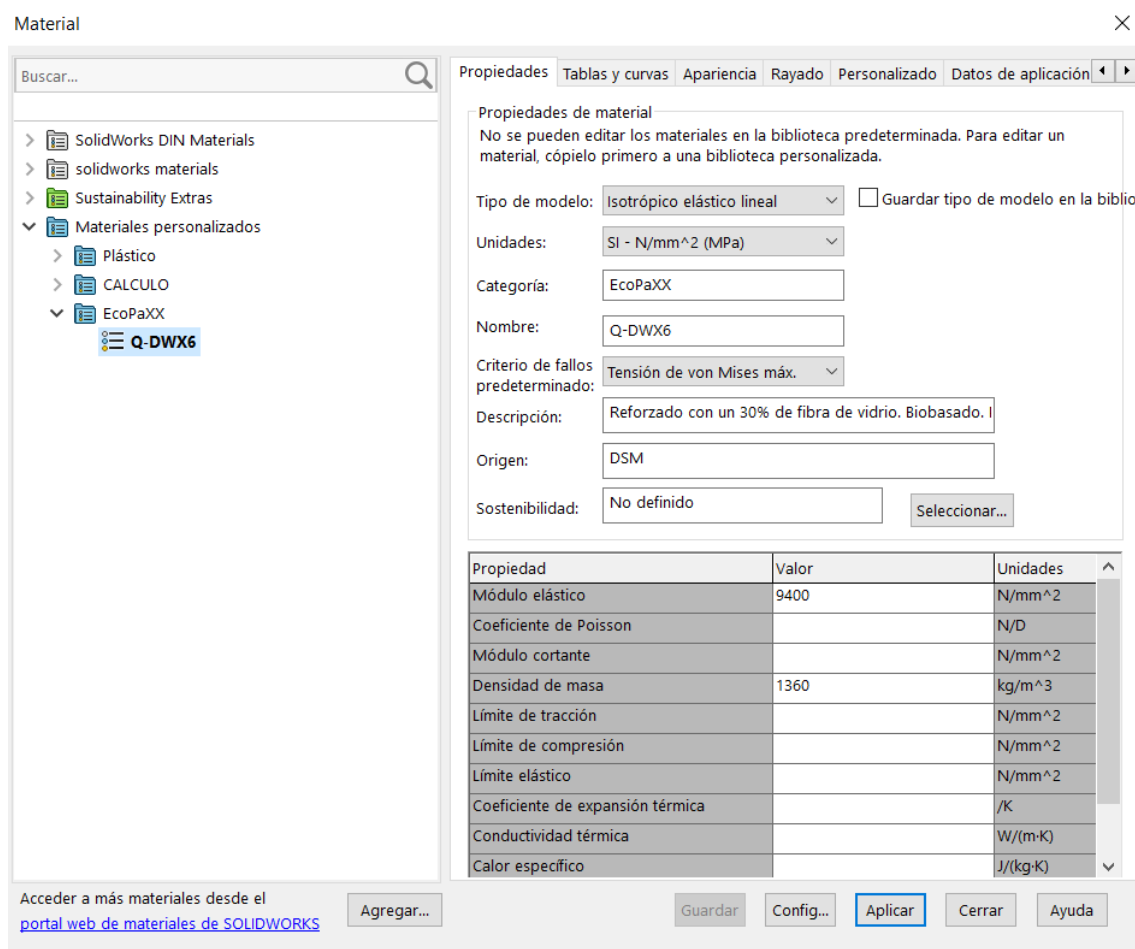 Material
Buscar...
SolidWorks DIN Materials
solidworks materials
Sustainability Extras
Materiales personalizados
Plástico
CALCULO
EcoPaXX
Q-DWX6
Acceder a más materiales desde el
portal web de materiales de SOLIDWORKS
Agregar...
Propiedades Tablas y curvas Apariencia Rayado Personalizado Datos de aplicación
Propiedades de material
No se pueden editar los materiales en la biblioteca predeterminada. Para editar un
material, cópielo primero a una biblioteca personalizada.
Tipo de modelo: Isotrópico elástico lineal Guardar tipo de modelo en la biblio
Unidades: SI - N/mm^2 (MPa)
Categoría: EcoPaXX
Nombre: Q-DWX6
Criterio de fallos
predeterminado: Tensión de von Mises máx.
Descripción: Reforzado con un 30% de fibra de vidrio. Biobasado. I
Origen: DSM
Sostenibilidad: No definido Seleccionar...
Propiedad Valor Unidades
Módulo elástico 9400 N/mm^2
Coeficiente de Poisson N/D
Módulo cortante N/mm^2
Densidad de masa 1360 kg/m^3
Límite de tracción N/mm^2
Límite de compresión N/mm^2
Límite elástico N/mm^2
Coeficiente de expansión térmica /K
Conductividad térmica W/(m·K)
Calor específico J/(kg·K)
Guardar Config... Aplicar Cerrar Ayuda